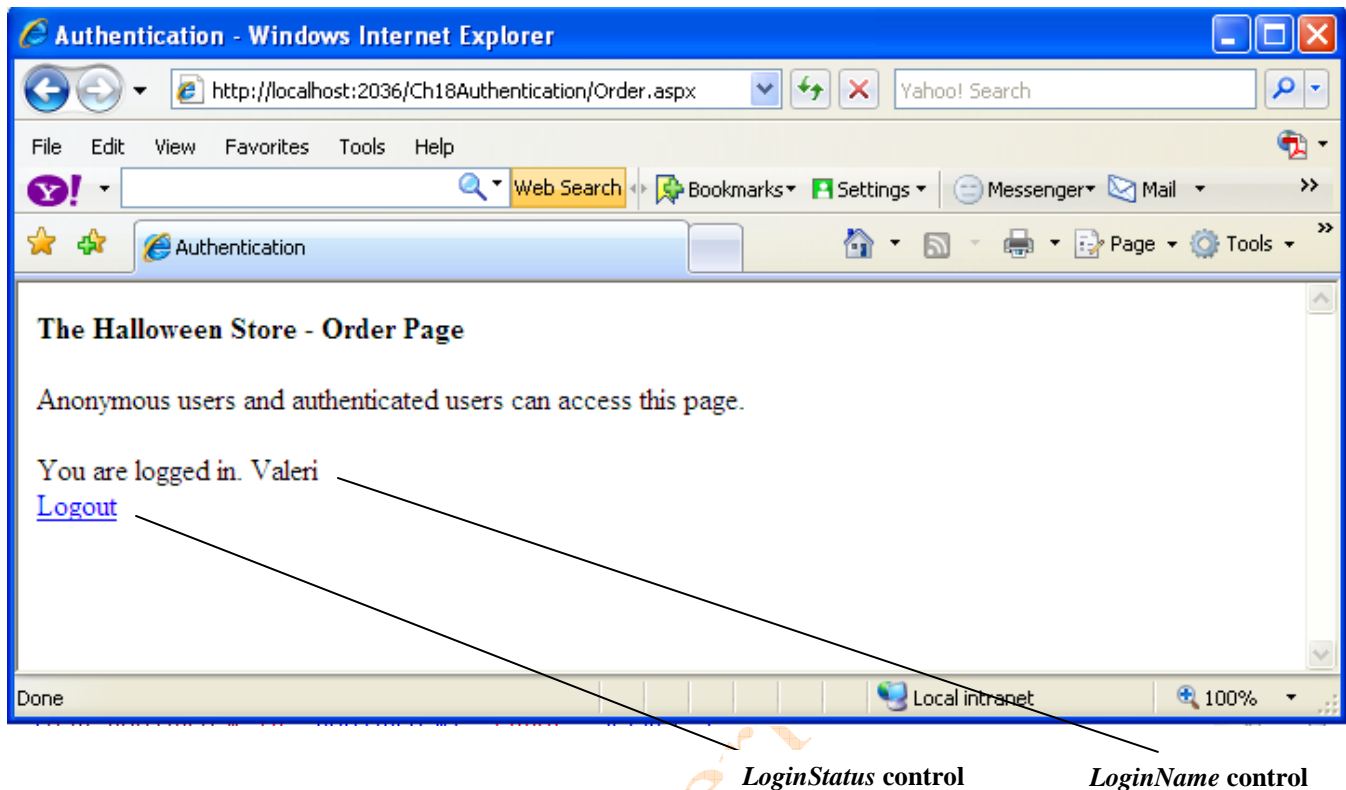 Authentication - Windows Internet Explorer
http://localhost:2036/Ch18Authentication/Order.aspx
Yahoo! Search
File Edit View Favorites Tools Help
Y! Web Search Bookmarks Settings Messenger Mail >>
Authentication
Page Tools >>
The Halloween Store - Order Page
Anonymous users and authenticated users can access this page.
You are logged in. Valeri
Logout
Done Local intranet 100%
LoginStatus control LoginName control